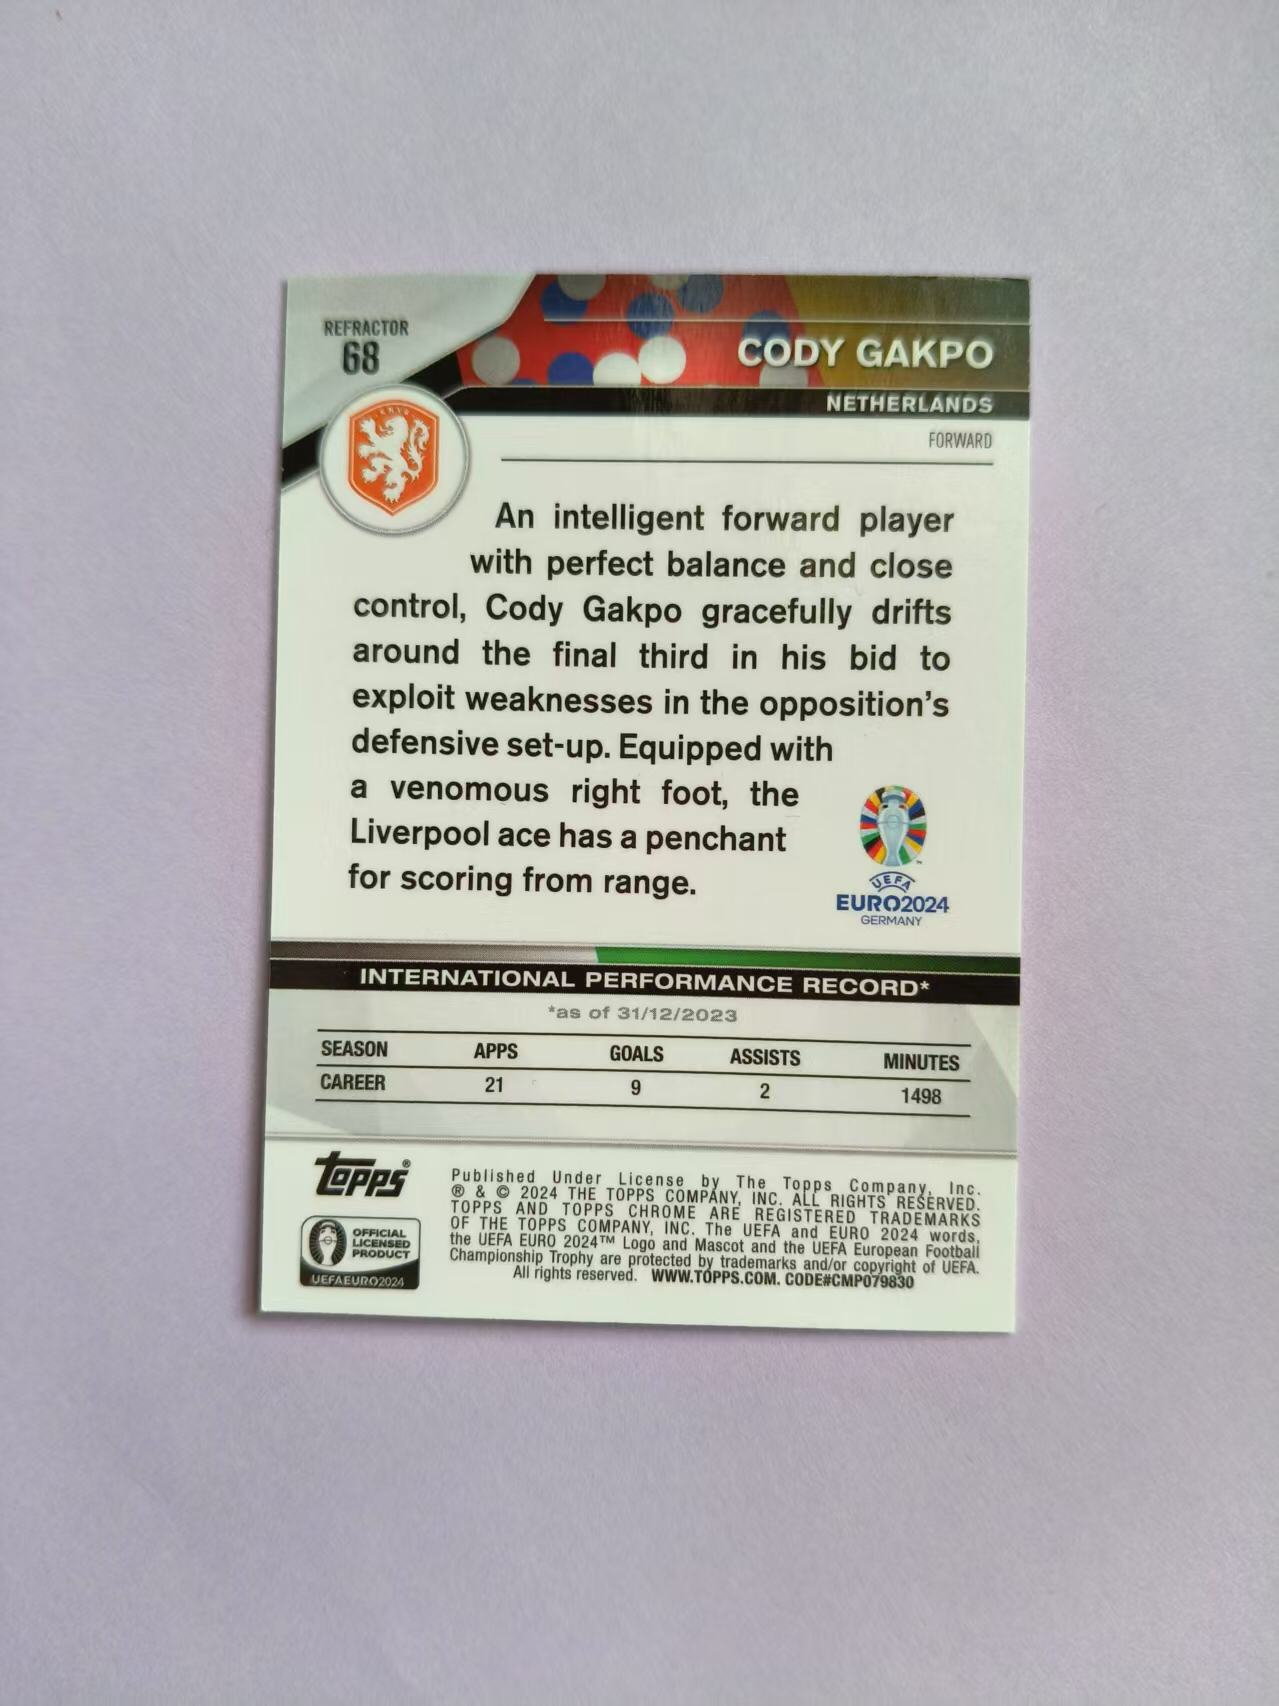 REFRACTOR
68
CODY GAKPO
NETHERLANDS
FORWARD
KNVB
An intelligent forward player
with perfect balance and close
control, Cody Gakpo gracefully drifts
around the final third in his bid to
exploit weaknesses in the opposition's
defensive set-up. Equipped with
a venomous right foot, the
Liverpool ace has a penchant
for scoring from range.
UEFA
EURO2024
GERMANY
INTERNATIONAL PERFORMANCE RECORD*
*as of 31/12/2023
SEASON APPS GOALS ASSISTS MINUTES
CAREER 21 9 2 1498
Topps®
OFFICIAL
LICENSED
PRODUCT
UEFAEURO2024
Published Under License by The Topps Company, Inc.
® & © 2024 THE TOPPS COMPANY, INC. ALL RIGHTS RESERVED.
TOPPS AND TOPPS CHROME ARE REGISTERED TRADEMARKS
OF THE TOPPS COMPANY, INC. The UEFA and EURO 2024 words,
the UEFA EURO 2024™ Logo and Mascot and the UEFA European Football
Championship Trophy are protected by trademarks and/or copyright of UEFA.
All rights reserved. WWW.TOPPS.COM. CODE#CMP079830